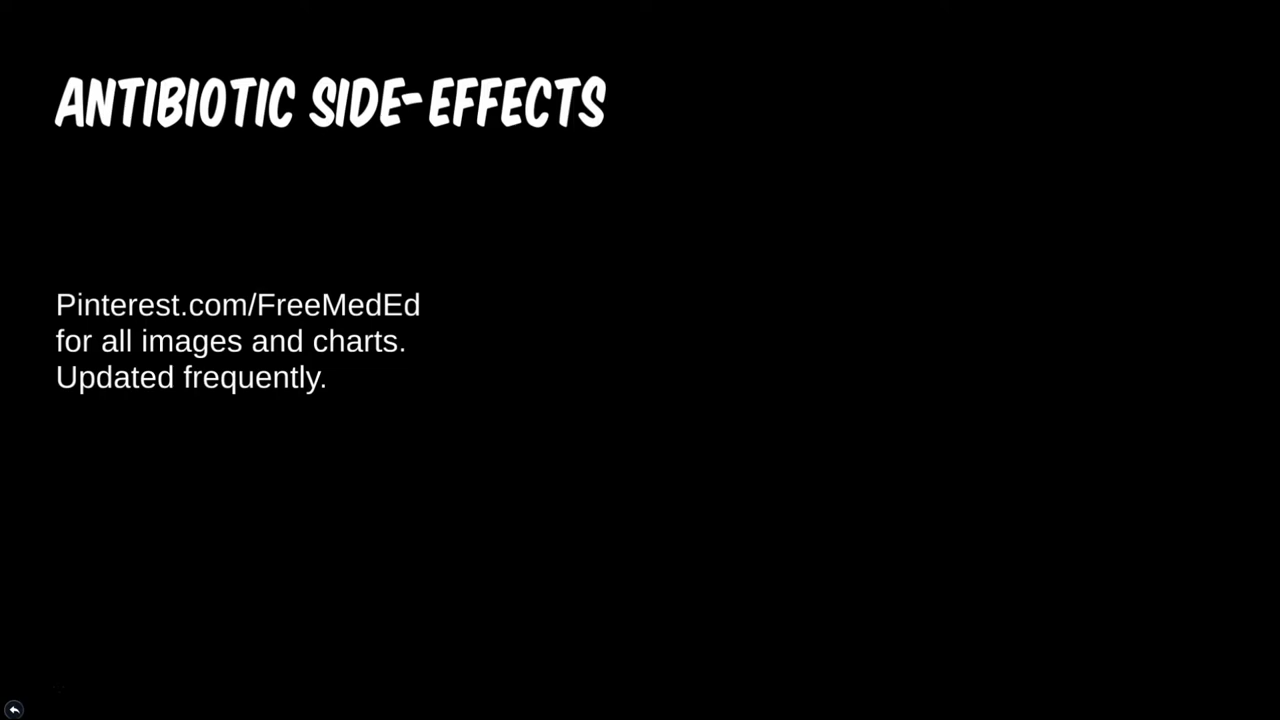 ANTIBIOTIC SIDE-EFFECTS
Pinterest.com/FreeMedEd
for all images and charts.
Updated frequently.